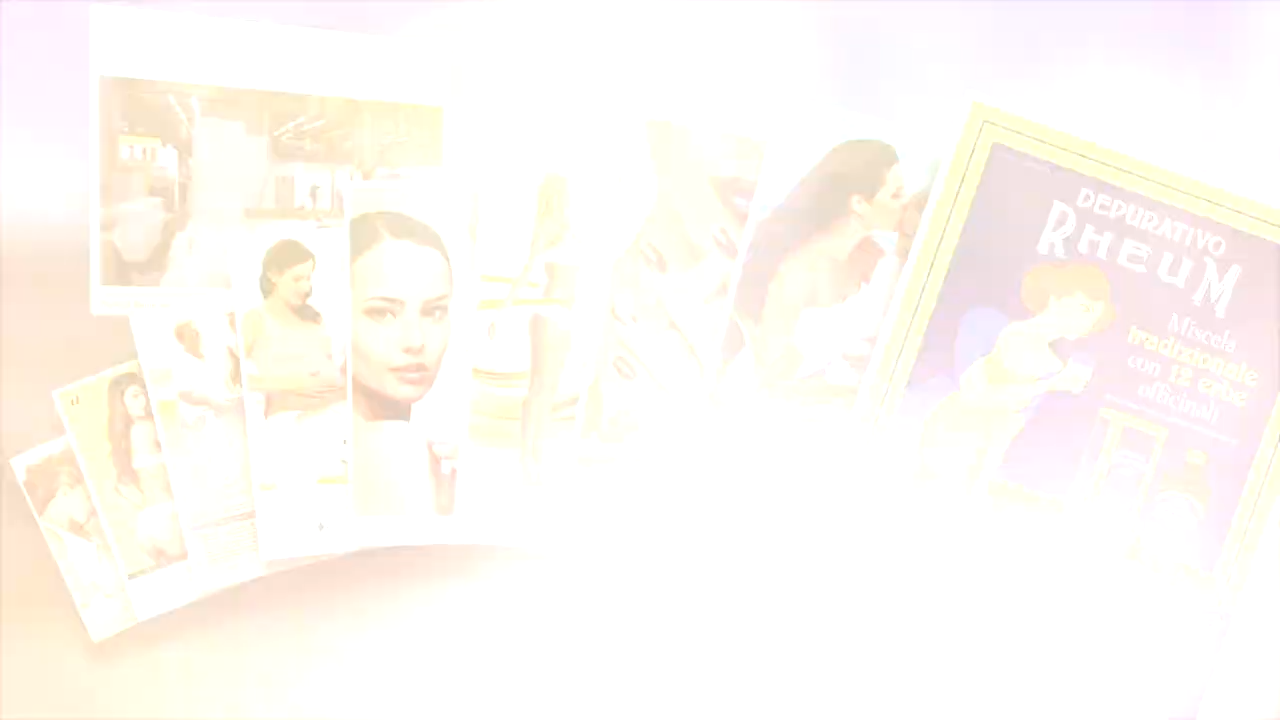 DEPURATIVO
RHEUM
Miscela
tradizionale
con 12 erbe
officinali